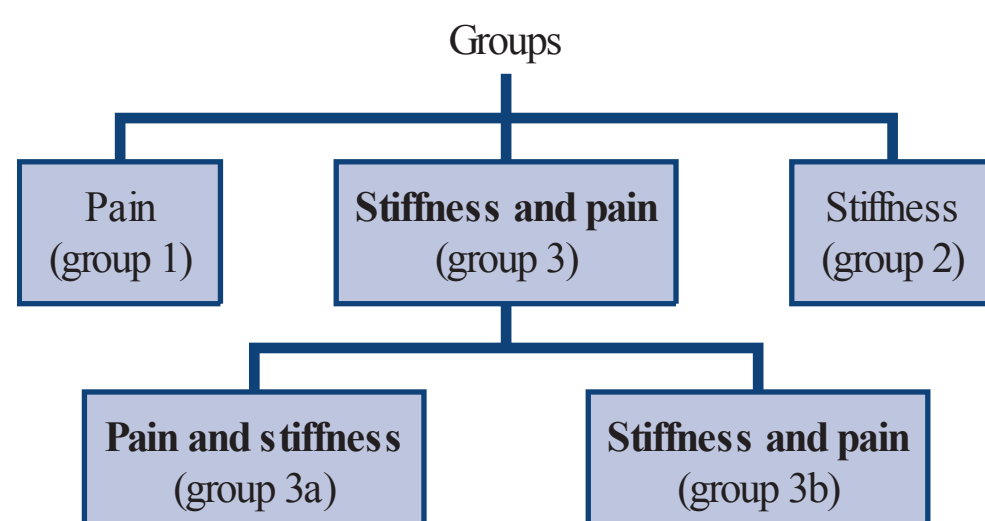 Groups
Pain
(group 1)
Stiffness and pain
(group 3)
Stiffness
(group 2)
Pain and stiffness
(group 3a)
Stiffness and pain
(group 3b)